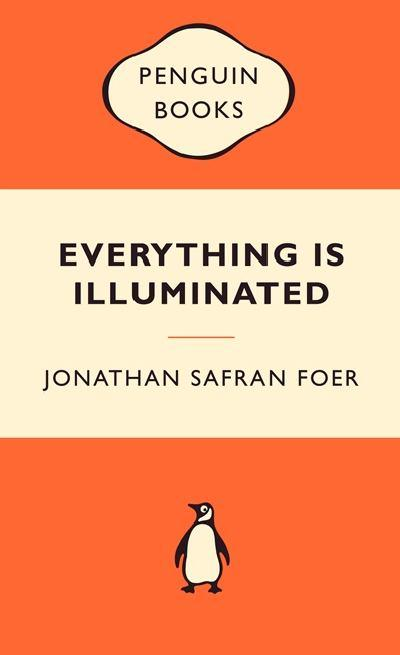 PENGUIN
BOOKS
EVERYTHING IS
ILLUMINATED
JONATHAN SAFRAN FOER